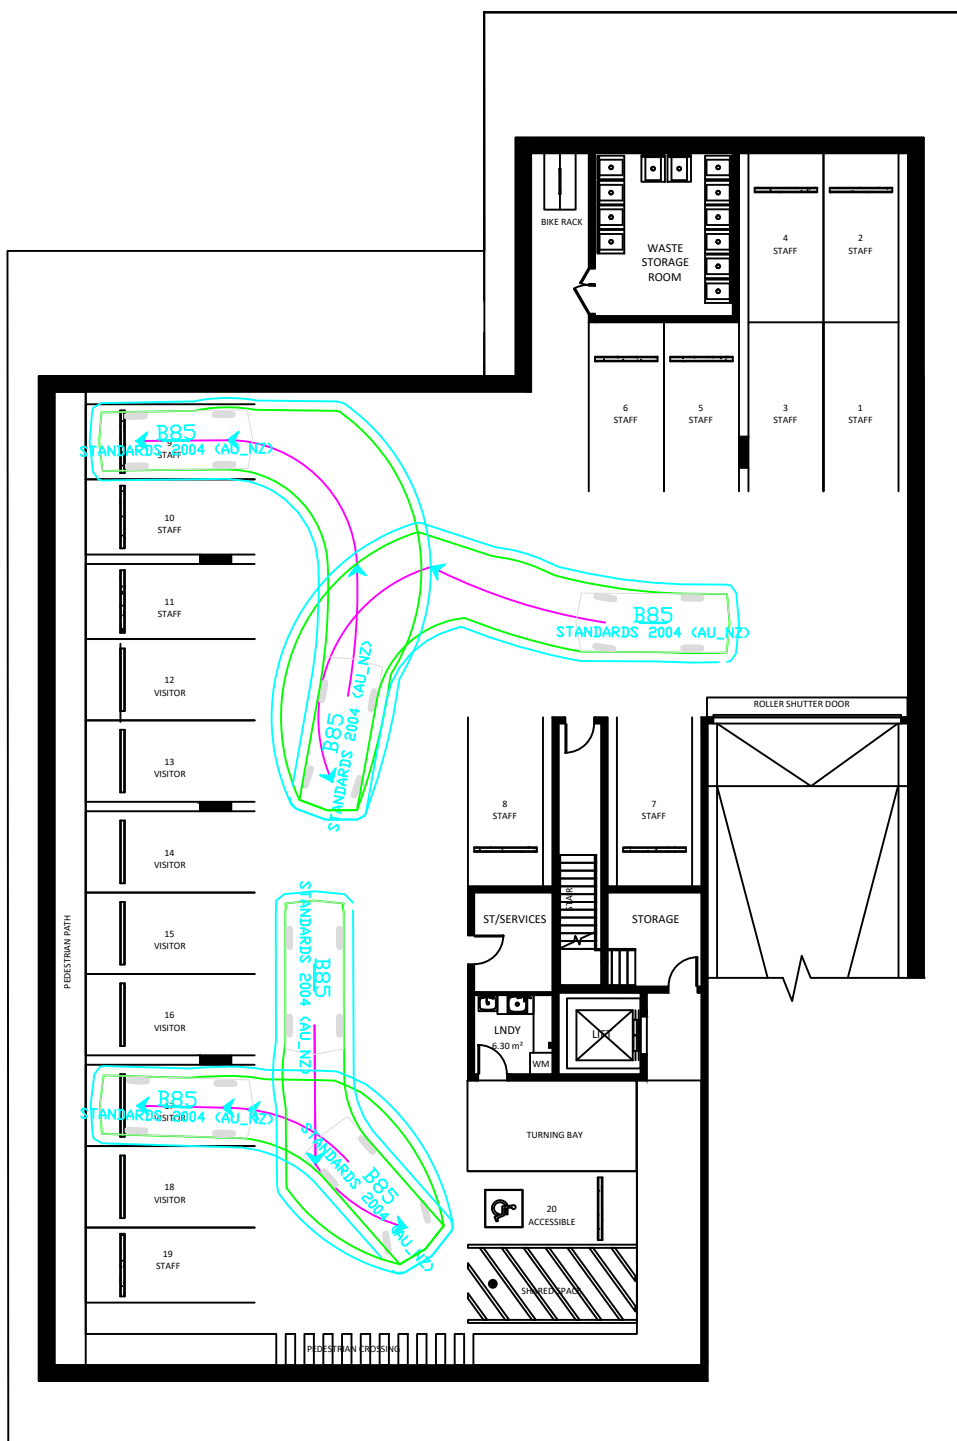 BIKE RACK
WASTE
STORAGE
ROOM
4
STAFF
2
STAFF
6
STAFF
5
STAFF
3
STAFF
1
STAFF
B85
STANDARDS 2004 (AU_NZ)
9
STAFF
10
STAFF
11
STAFF
12
VISITOR
13
VISITOR
14
VISITOR
15
VISITOR
16
VISITOR
B85
STANDARDS 2004 (AU_NZ)
B85
STANDARDS 2004 (AU_NZ)
ROLLER SHUTTER DOOR
8
STAFF
7
STAFF
STAIR
ST/SERVICES
STORAGE
PEDESTRIAN PATH
B85
STANDARDS 2004 (AU_NZ)
LNDY
6.30 m²
WM
LIFT
B85
STANDARDS 2004 (AU_NZ)
VISITOR
B85
STANDARDS 2004 (AU_NZ)
TURNING BAY
18
VISITOR
20
ACCESSIBLE
19
STAFF
SHARED SPACE
PEDESTRIAN CROSSING